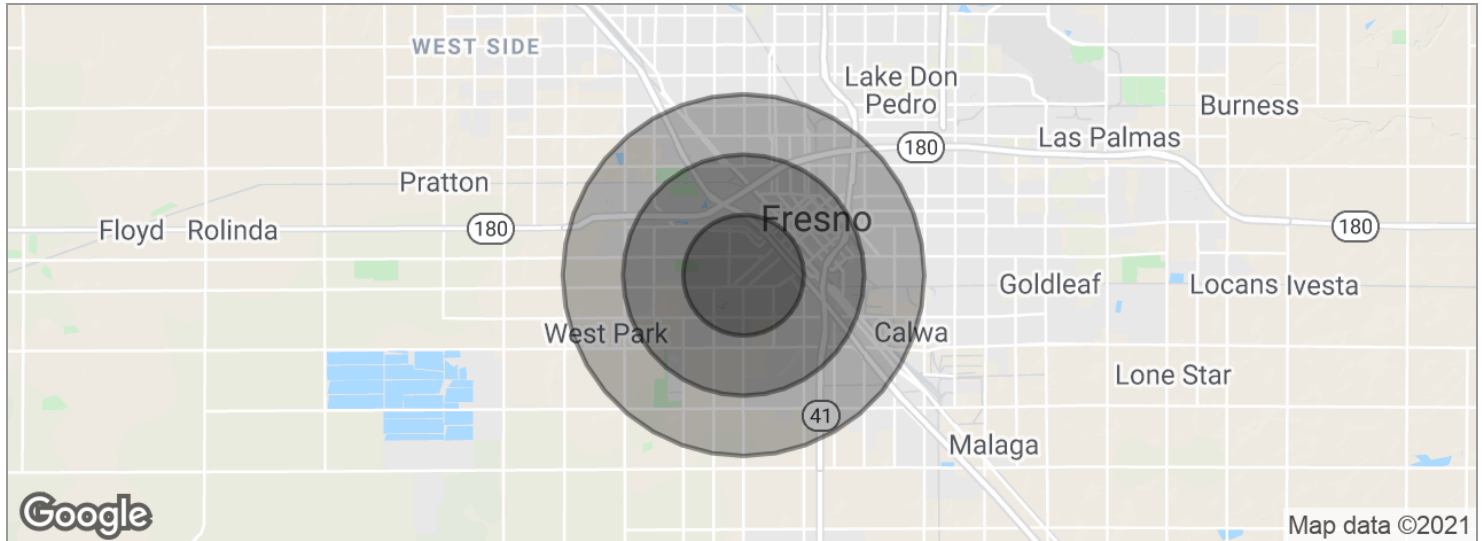 WEST SIDE
Lake Don
Pedro
Burness
Las Palmas
180
Pratton
Fresno
Floyd
Rolinda
180
180
Goldleaf
Locans
Ivesta
West Park
Calwa
Lone Star
41
Malaga
Google
Map data ©2021